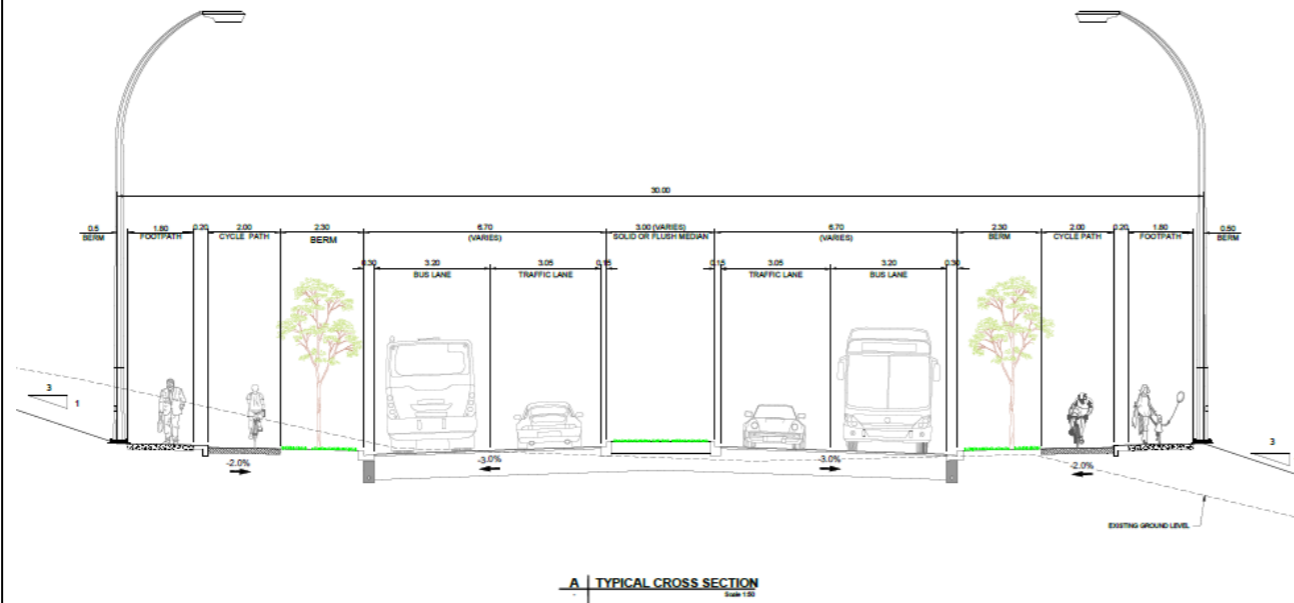 30.00
0.5 1.80 0.20 2.00 2.30 6.70 3.00 (VARIES) 6.70 2.30 2.00 0.20 1.80 0.50
BERM FOOTPATH CYCLE PATH BERM (VARIES) SOLID OR FLUSH MEDIAN (VARIES) BERM CYCLE PATH FOOTPATH BERM
0.30 3.20 3.05 0.15 0.15 3.05 3.20 0.30
BUS LANE TRAFFIC LANE TRAFFIC LANE BUS LANE
3
1
3
-2.0% -3.0% -3.0% -2.0%
EXISTING GROUND LEVEL
A TYPICAL CROSS SECTION
- Scale 1:50